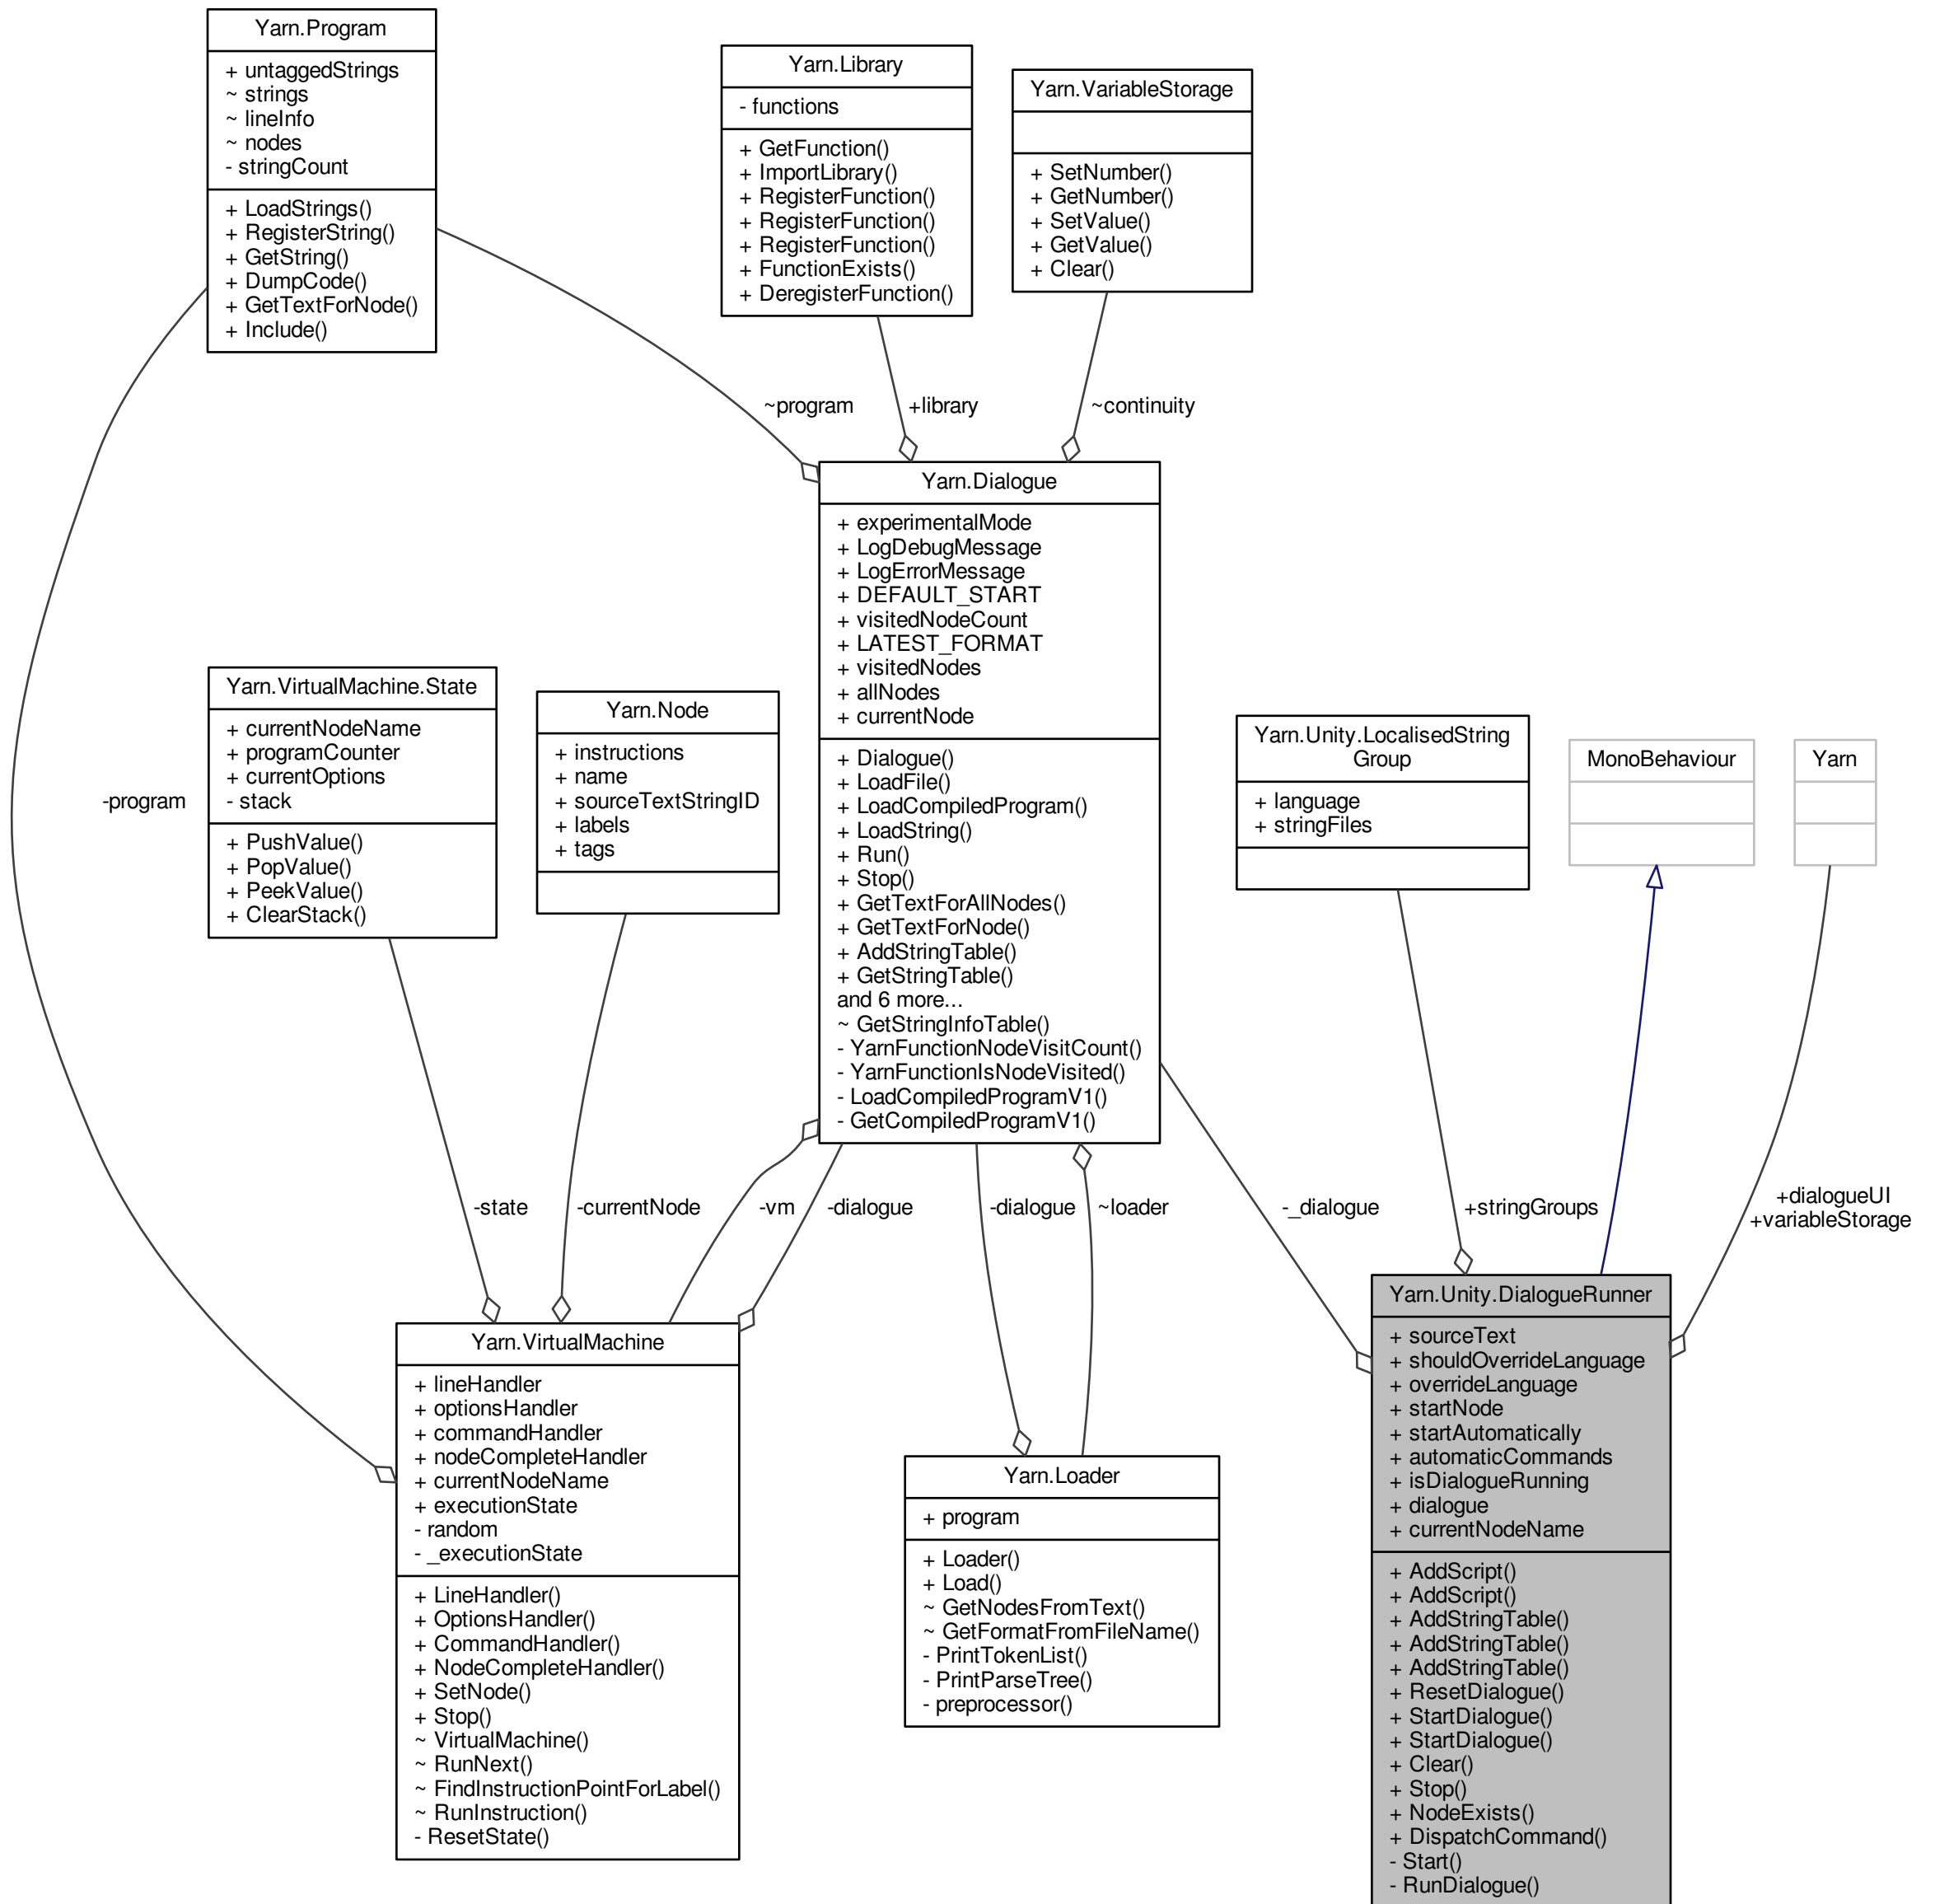 Yarn.Program
+ untaggedStrings
~ strings
~ lineInfo
~ nodes
- stringCount
+ LoadStrings()
+ RegisterString()
+ GetString()
+ DumpCode()
+ GetTextForNode()
+ Include()
Yarn.Library
- functions
+ GetFunction()
+ ImportLibrary()
+ RegisterFunction()
+ RegisterFunction()
+ RegisterFunction()
+ FunctionExists()
+ DeregisterFunction()
Yarn.VariableStorage
+ SetNumber()
+ GetNumber()
+ SetValue()
+ GetValue()
+ Clear()
~program
+library
~continuity
Yarn.Dialogue
+ experimentalMode
+ LogDebugMessage
+ LogErrorMessage
+ DEFAULT_START
+ visitedNodeCount
+ LATEST_FORMAT
+ visitedNodes
+ allNodes
+ currentNode
+ Dialogue()
+ LoadFile()
+ LoadCompiledProgram()
+ LoadString()
+ Run()
+ Stop()
+ GetTextForAllNodes()
+ GetTextForNode()
+ AddStringTable()
+ GetStringTable()
and 6 more...
~ GetStringInfoTable()
- YarnFunctionNodeVisitCount()
- YarnFunctionIsNodeVisited()
- LoadCompiledProgramV1()
- GetCompiledProgramV1()
-program
Yarn.VirtualMachine.State
+ currentNodeName
+ programCounter
+ currentOptions
- stack
+ PushValue()
+ PopValue()
+ PeekValue()
+ ClearStack()
Yarn.Node
+ instructions
+ name
+ sourceTextStringID
+ labels
+ tags
Yarn.Unity.LocalisedString
Group
+ language
+ stringFiles
MonoBehaviour
Yarn
-state
-currentNode
-vm
-dialogue
-dialogue
~loader
-_dialogue
+stringGroups
+dialogueUI
+variableStorage
Yarn.VirtualMachine
+ lineHandler
+ optionsHandler
+ commandHandler
+ nodeCompleteHandler
+ currentNodeName
+ executionState
- random
- _executionState
+ LineHandler()
+ OptionsHandler()
+ CommandHandler()
+ NodeCompleteHandler()
+ SetNode()
+ Stop()
~ VirtualMachine()
~ RunNext()
~ FindInstructionPointForLabel()
~ RunInstruction()
- ResetState()
Yarn.Loader
+ program
+ Loader()
+ Load()
~ GetNodesFromText()
~ GetFormatFromFileName()
- PrintTokenList()
- PrintParseTree()
- preprocessor()
Yarn.Unity.DialogueRunner
+ sourceText
+ shouldOverrideLanguage
+ overrideLanguage
+ startNode
+ startAutomatically
+ automaticCommands
+ isDialogueRunning
+ dialogue
+ currentNodeName
+ AddScript()
+ AddScript()
+ AddStringTable()
+ AddStringTable()
+ AddStringTable()
+ ResetDialogue()
+ StartDialogue()
+ StartDialogue()
+ Clear()
+ Stop()
+ NodeExists()
+ DispatchCommand()
- Start()
- RunDialogue()